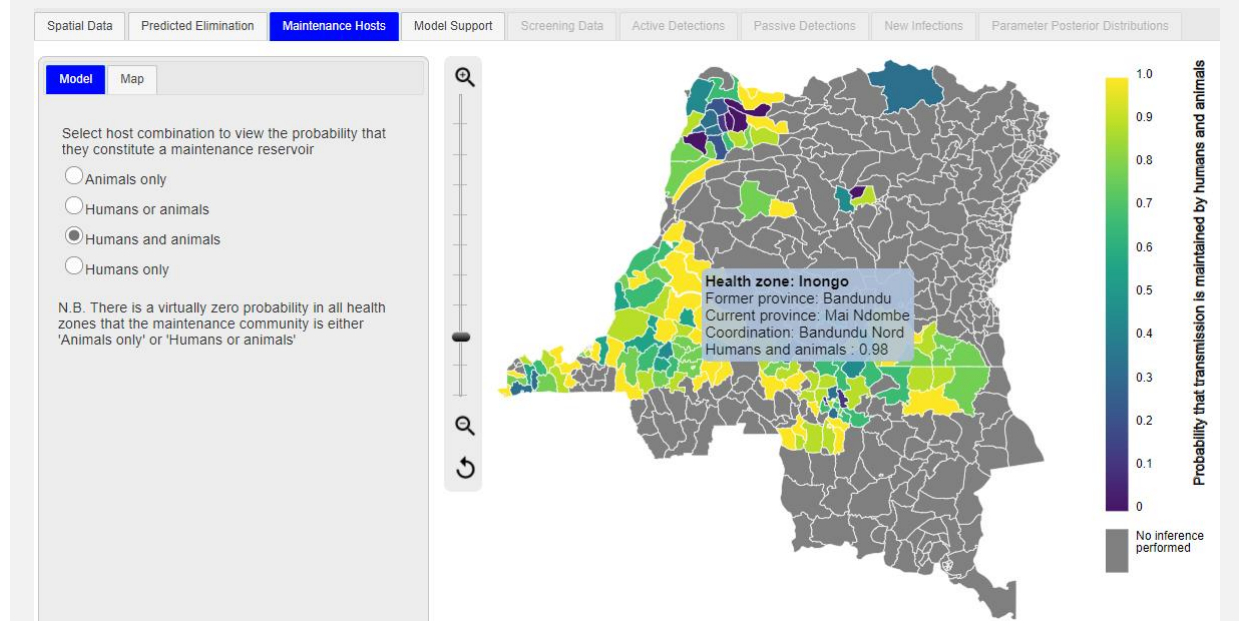 Spatial Data
Predicted Elimination
Maintenance Hosts
Model Support
Screening Data
Active Detections
Passive Detections
New Infections
Parameter Posterior Distributions
Model
Map
Select host combination to view the probability that
they constitute a maintenance reservoir
Animals only
Humans or animals
Humans and animals
Humans only
N.B. There is a virtually zero probability in all health
zones that the maintenance community is either
'Animals only' or 'Humans or animals'
Health zone: Inongo
Former province: Bandundu
Current province: Mai Ndombe
Coordination: Bandundu Nord
Humans and animals : 0.98
1.0
0.9
0.8
0.7
0.6
0.5
0.4
0.3
0.2
0.1
0
Probability that transmission is maintained by humans and animals
No inference
performed